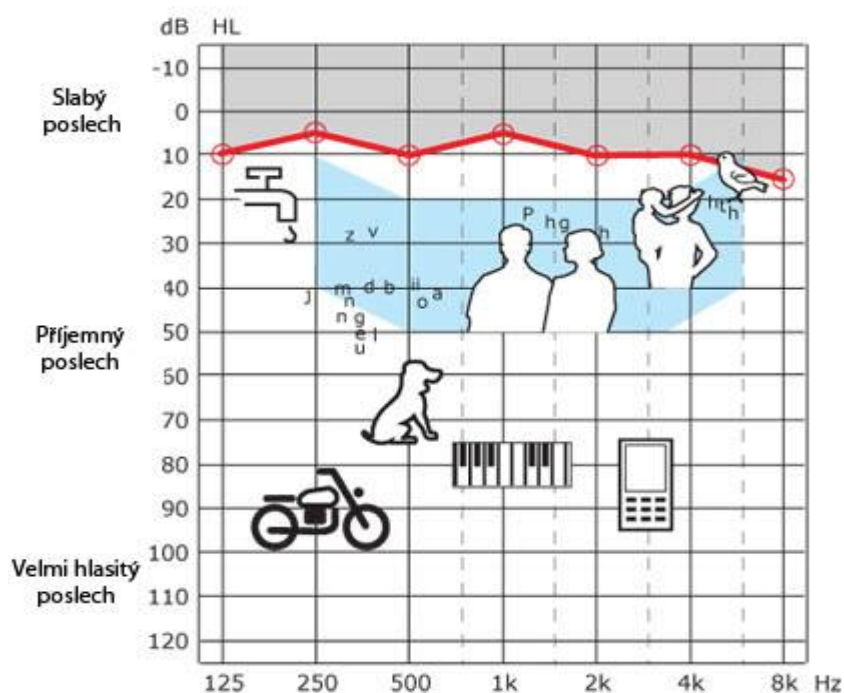 dB HL
-10
Slabý
poslech
0
10
20
30
40
Příjemný
poslech
50
60
70
80
90
100
Velmi hlasitý
poslech
110
120
125 250 500 1k 2k 4k 8k Hz
z v
j
m d b ii
n o a
n g
e l
u
P h g h
h